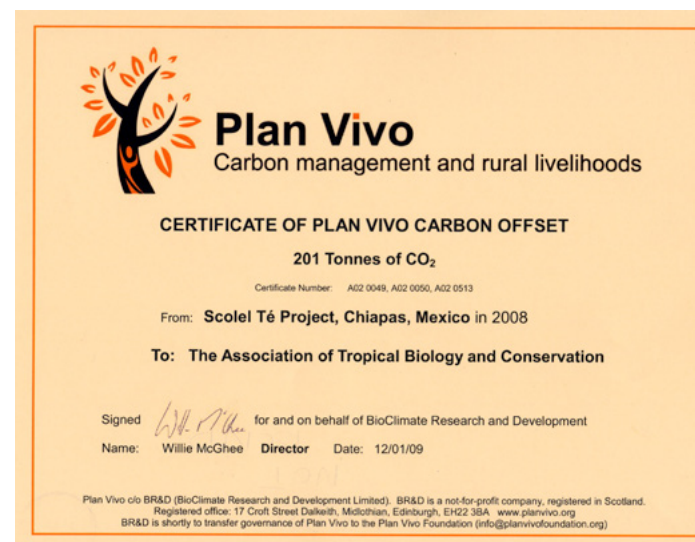 Plan Vivo
Carbon management and rural livelihoods
CERTIFICATE OF PLAN VIVO CARBON OFFSET
201 Tonnes of CO₂
Certificate Number: A02 0049, A02 0050, A02 0513
From: Scolel Té Project, Chiapas, Mexico in 2008
To: The Association of Tropical Biology and Conservation
Signed for and on behalf of BioClimate Research and Development
Name: Willie McGhee Director Date: 12/01/09
Plan Vivo c/o BR&D (BioClimate Research and Development Limited). BR&D is a not-for-profit company, registered in Scotland.
Registered office: 17 Croft Street Dalkeith, Midlothian, Edinburgh, EH22 3BA www.planvivo.org
BR&D is shortly to transfer governance of Plan Vivo to the Plan Vivo Foundation (info@planvivofoundation.org)